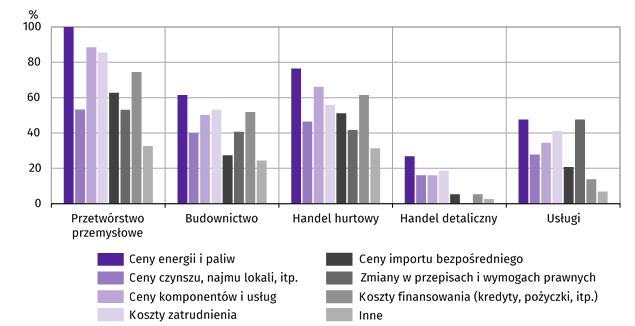 %
100
80
60
40
20
0
Przetwórstwo
przemysłowe
Budownictwo
Handel hurtowy
Handel detaliczny
Usługi
Ceny energii i paliw
Ceny czynszu, najmu lokali, itp.
Ceny komponentów i usług
Koszty zatrudnienia
Ceny importu bezpośredniego
Zmiany w przepisach i wymogach prawnych
Koszty finansowania (kredyty, pożyczki, itp.)
Inne